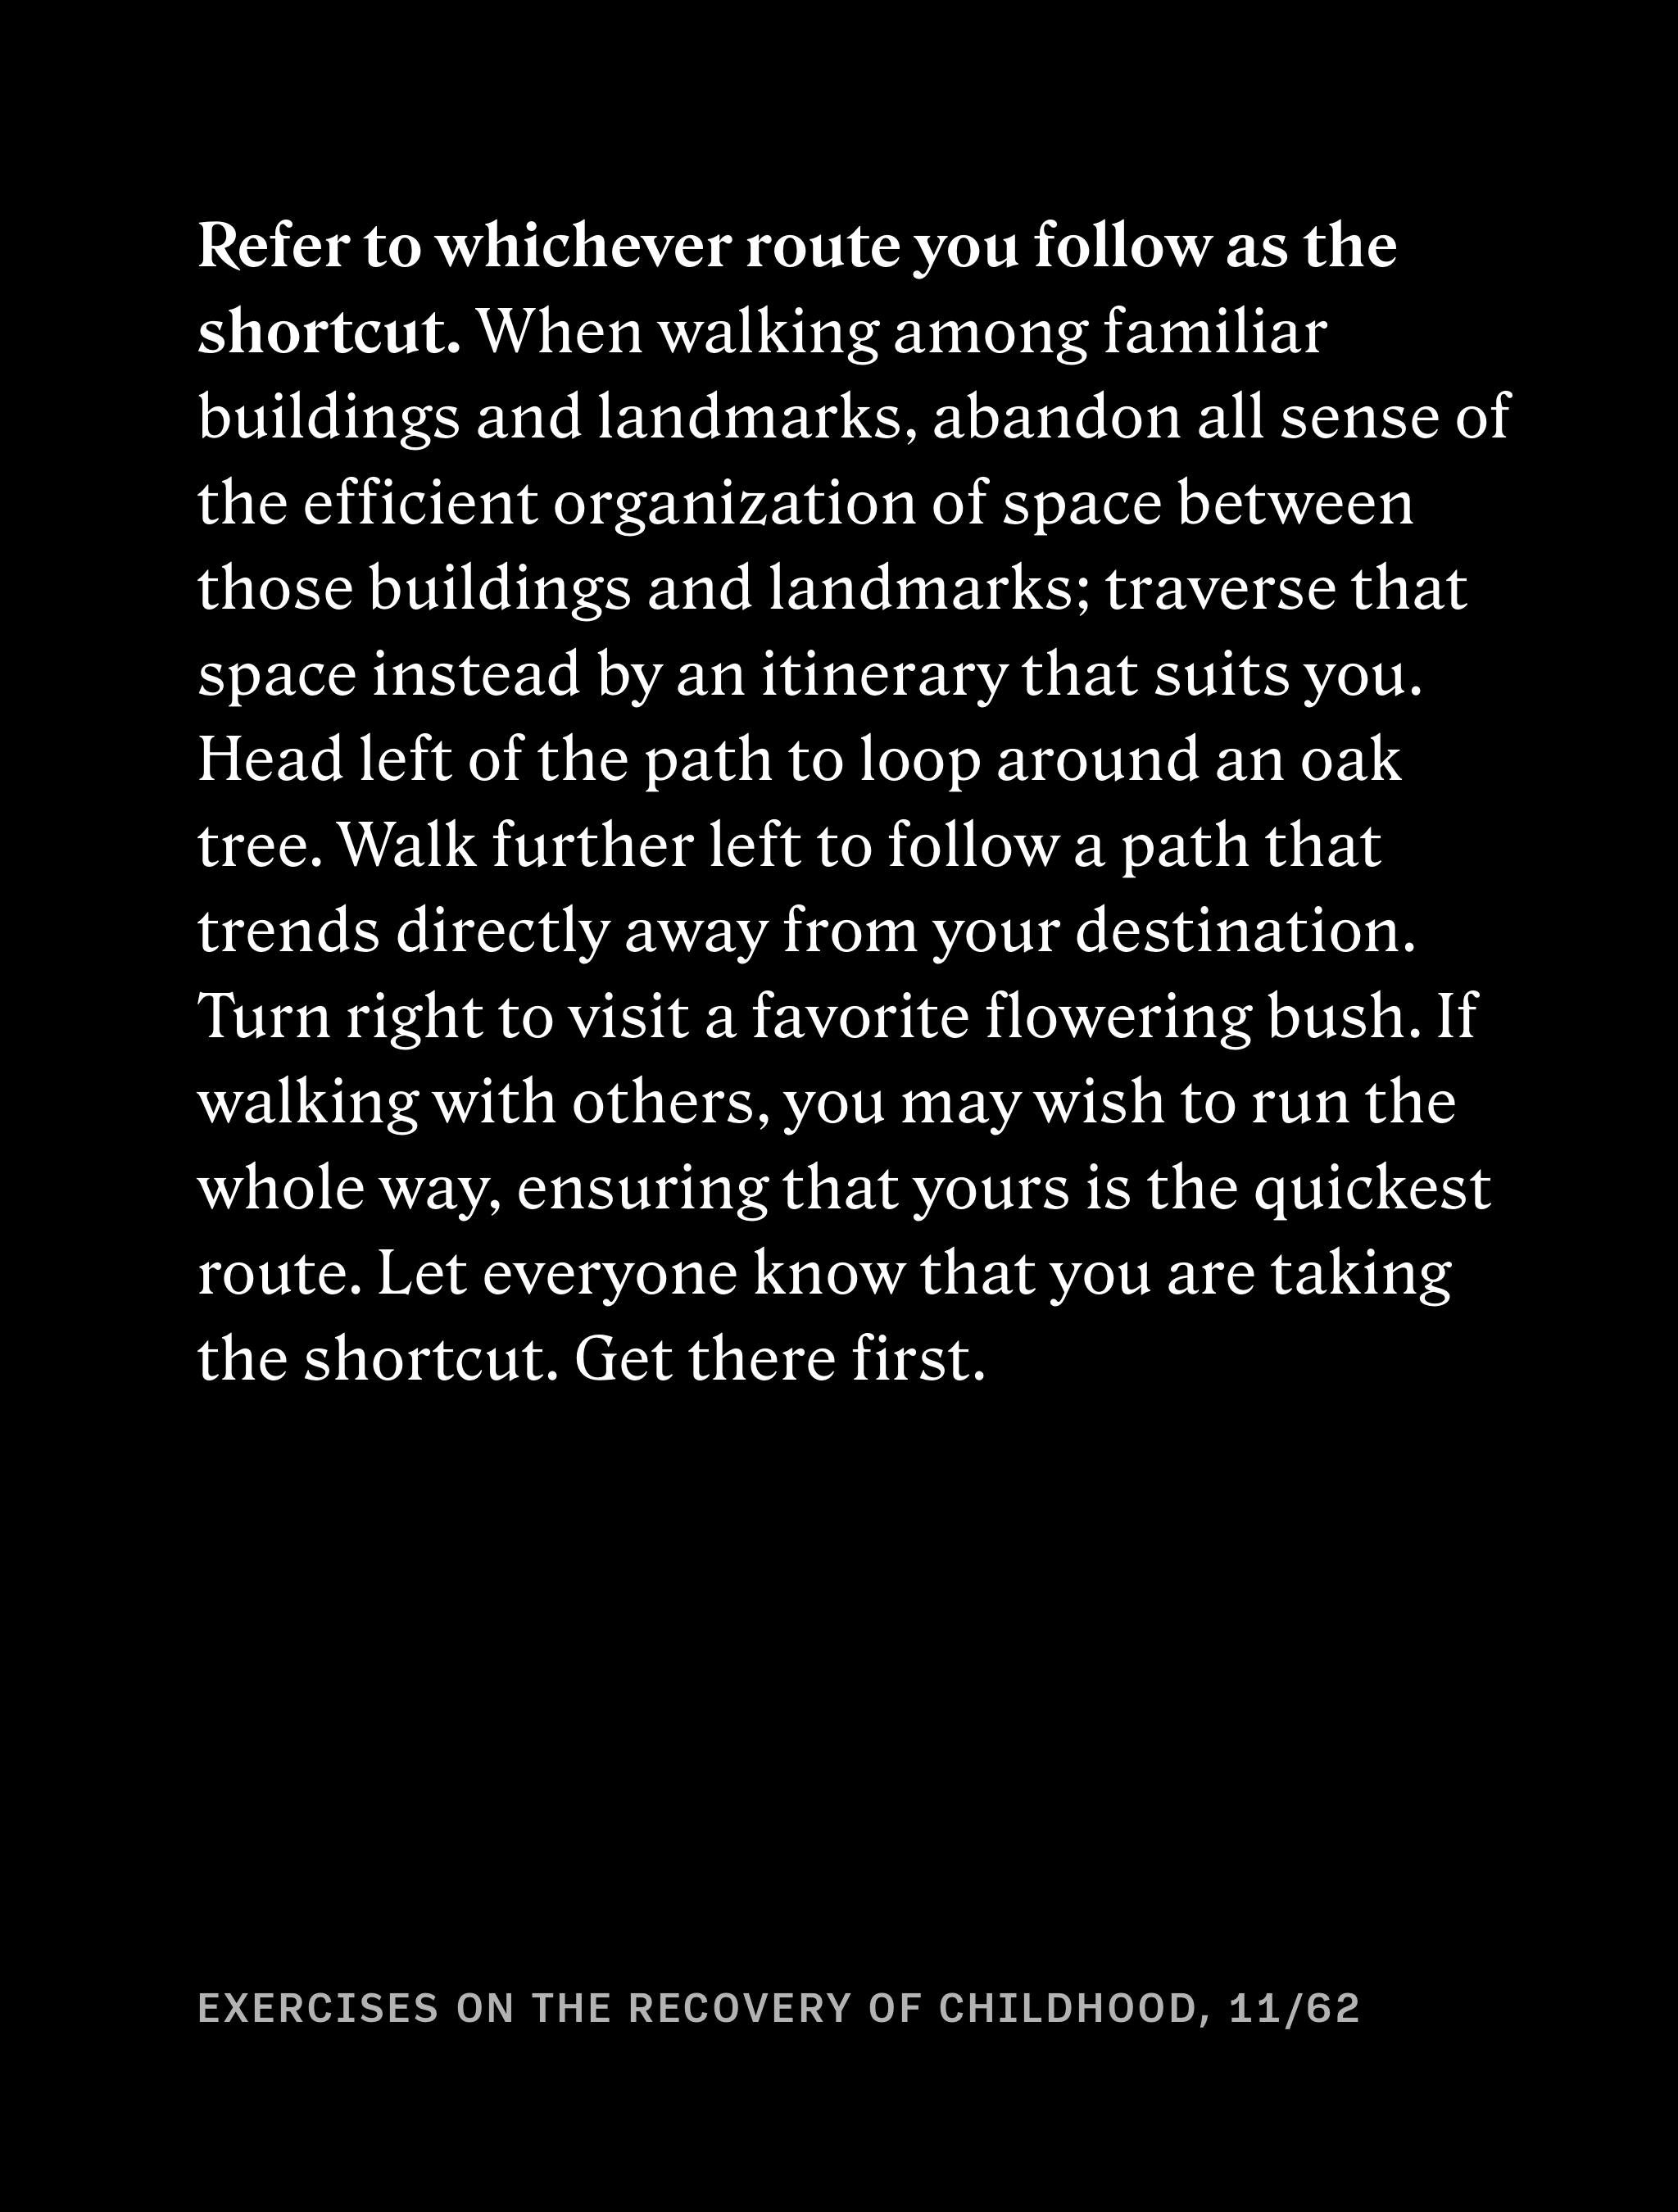 Refer to whichever route you follow as the
shortcut. When walking among familiar
buildings and landmarks, abandon all sense of
the efficient organization of space between
those buildings and landmarks; traverse that
space instead by an itinerary that suits you.
Head left of the path to loop around an oak
tree. Walk further left to follow a path that
trends directly away from your destination.
Turn right to visit a favorite flowering bush. If
walking with others, you may wish to run the
whole way, ensuring that yours is the quickest
route. Let everyone know that you are taking
the shortcut. Get there first.
EXERCISES ON THE RECOVERY OF CHILDHOOD, 11/62